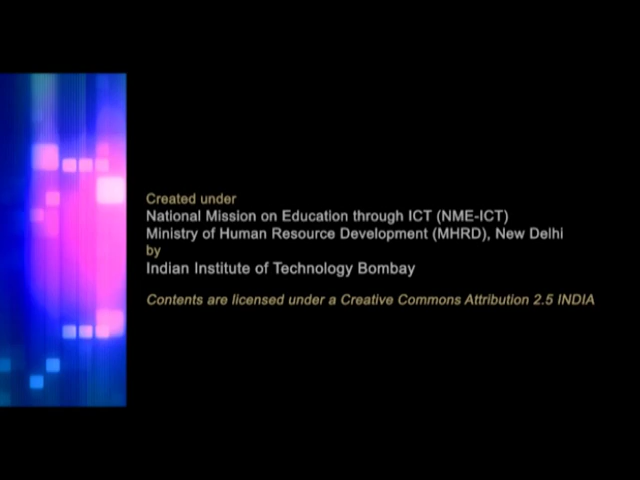 Created under
National Mission on Education through ICT (NME-ICT)
Ministry of Human Resource Development (MHRD), New Delhi
by
Indian Institute of Technology Bombay
Contents are licensed under a Creative Commons Attribution 2.5 INDIA